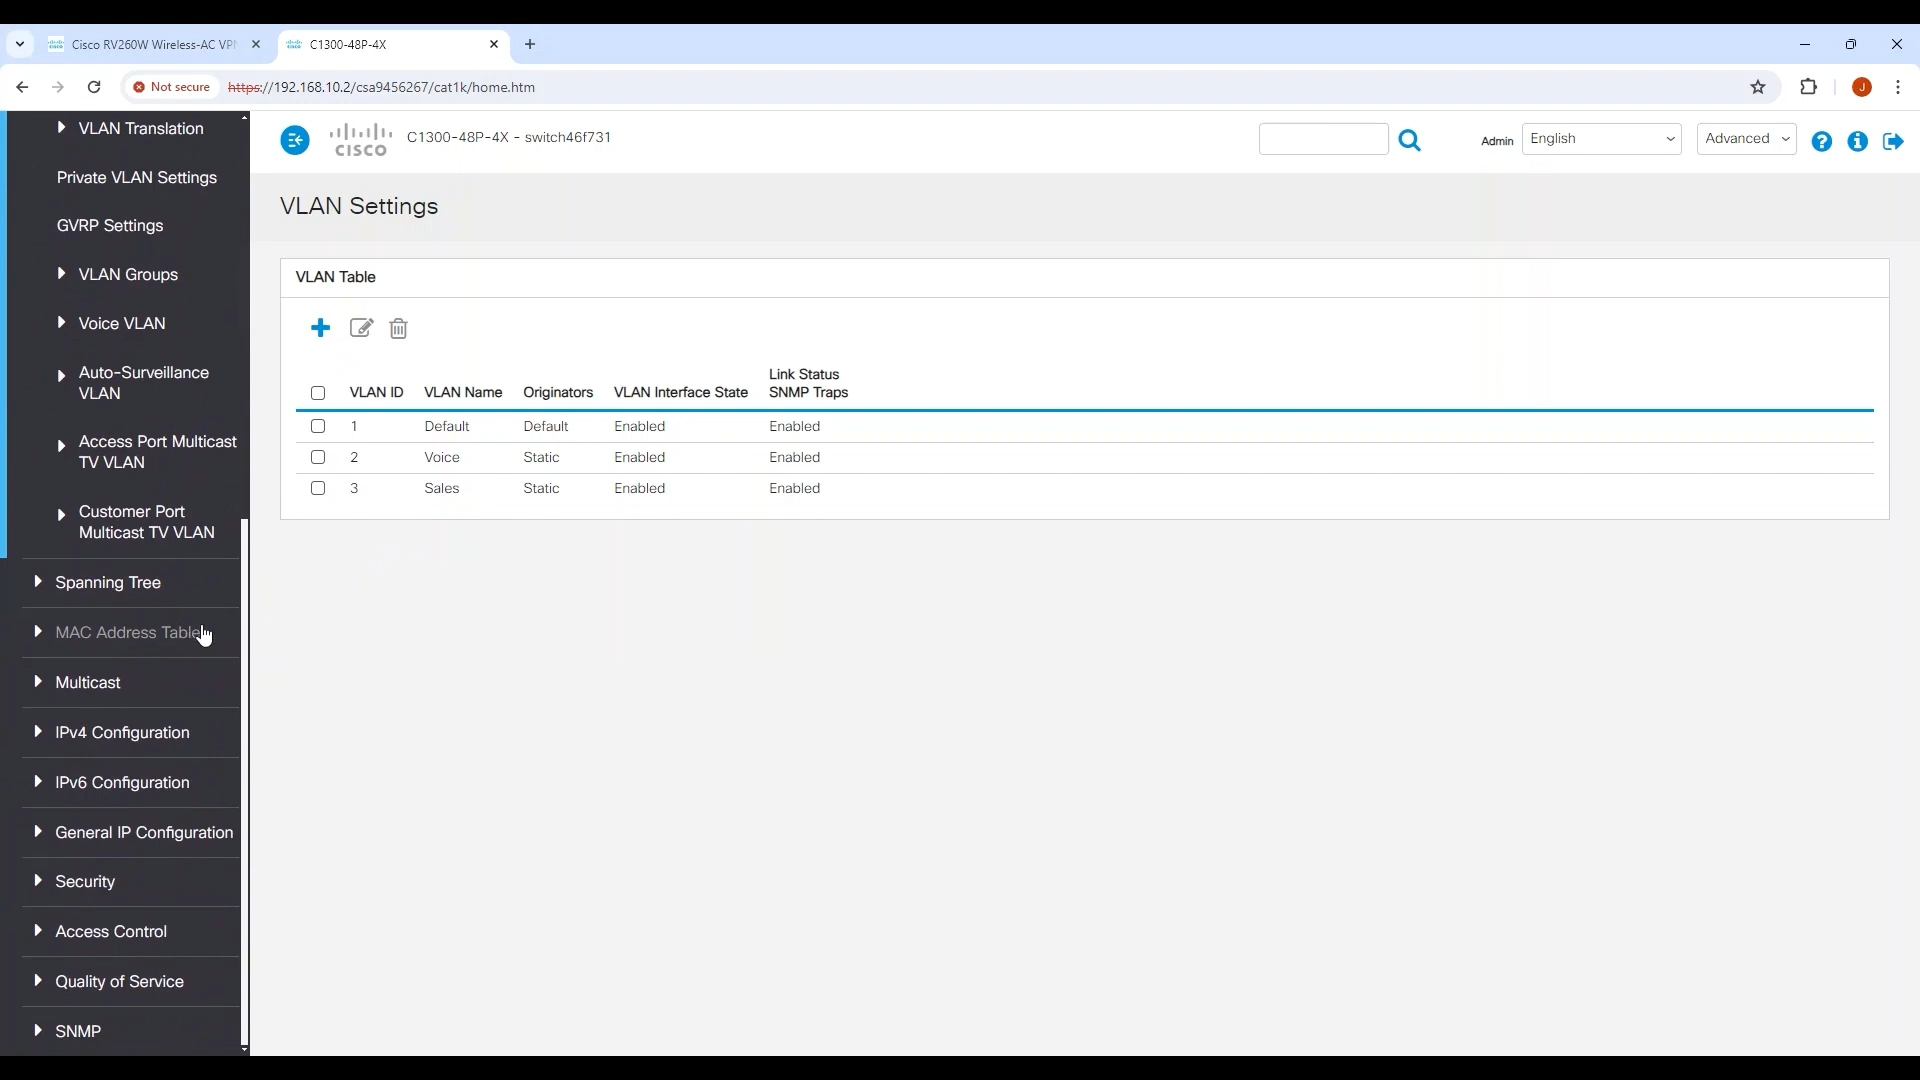 Cisco RV260W Wireless-AC VP
C1300-48P-4X
Not secure
https://192.168.10.2/csa9456267/cat1k/home.htm
J
VLAN Translation
Private VLAN Settings
GVRP Settings
VLAN Groups
Voice VLAN
Auto-Surveillance
VLAN
Access Port Multicast
TV VLAN
Customer Port
Multicast TV VLAN
Spanning Tree
MAC Address Table
Multicast
IPv4 Configuration
IPv6 Configuration
General IP Configuration
Security
Access Control
Quality of Service
SNMP
CISCO
C1300-48P-4X - switch46f731
Admin
English
Advanced
VLAN Settings
VLAN Table
VLAN ID VLAN Name Originators VLAN Interface State Link Status
SNMP Traps
1 Default Default Enabled Enabled
2 Voice Static Enabled Enabled
3 Sales Static Enabled Enabled